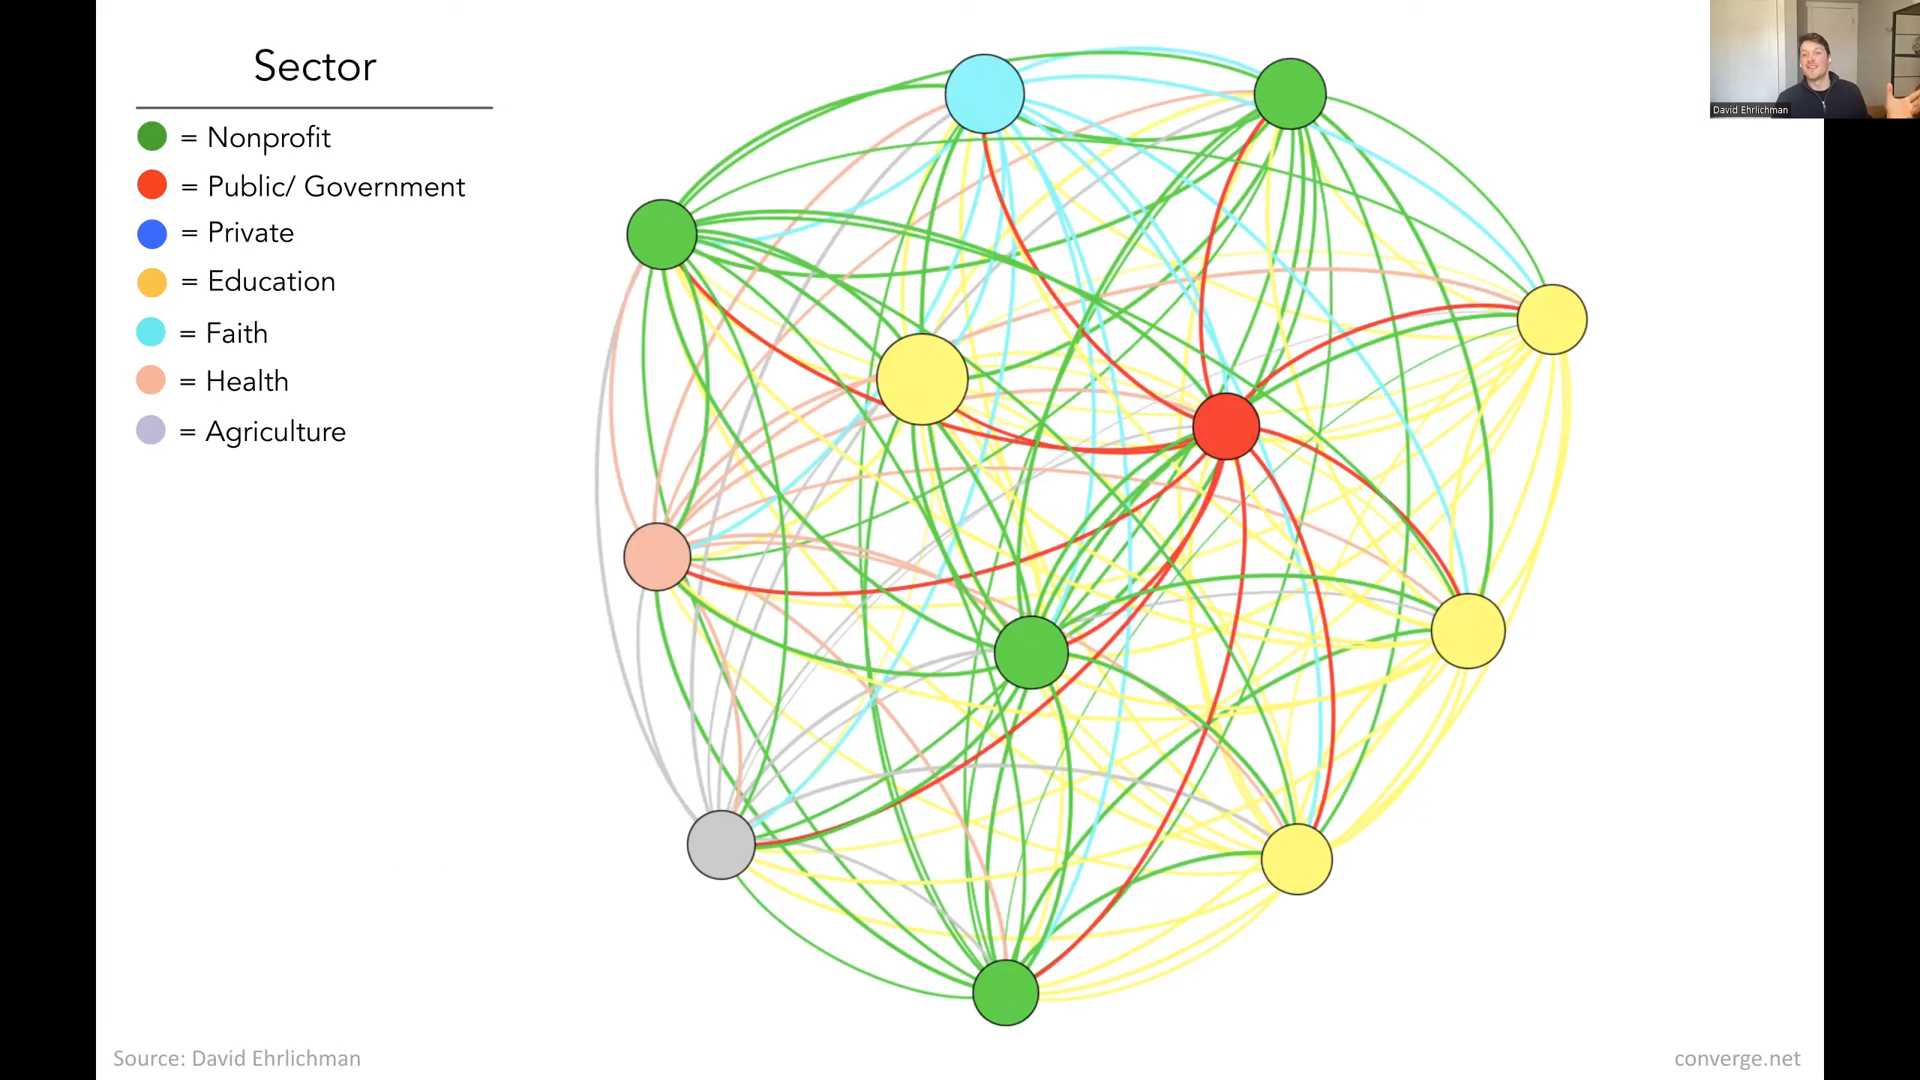 Sector
= Nonprofit
= Public/ Government
= Private
= Education
= Faith
= Health
= Agriculture
David Ehrlichman
Source: David Ehrlichman
converge.net